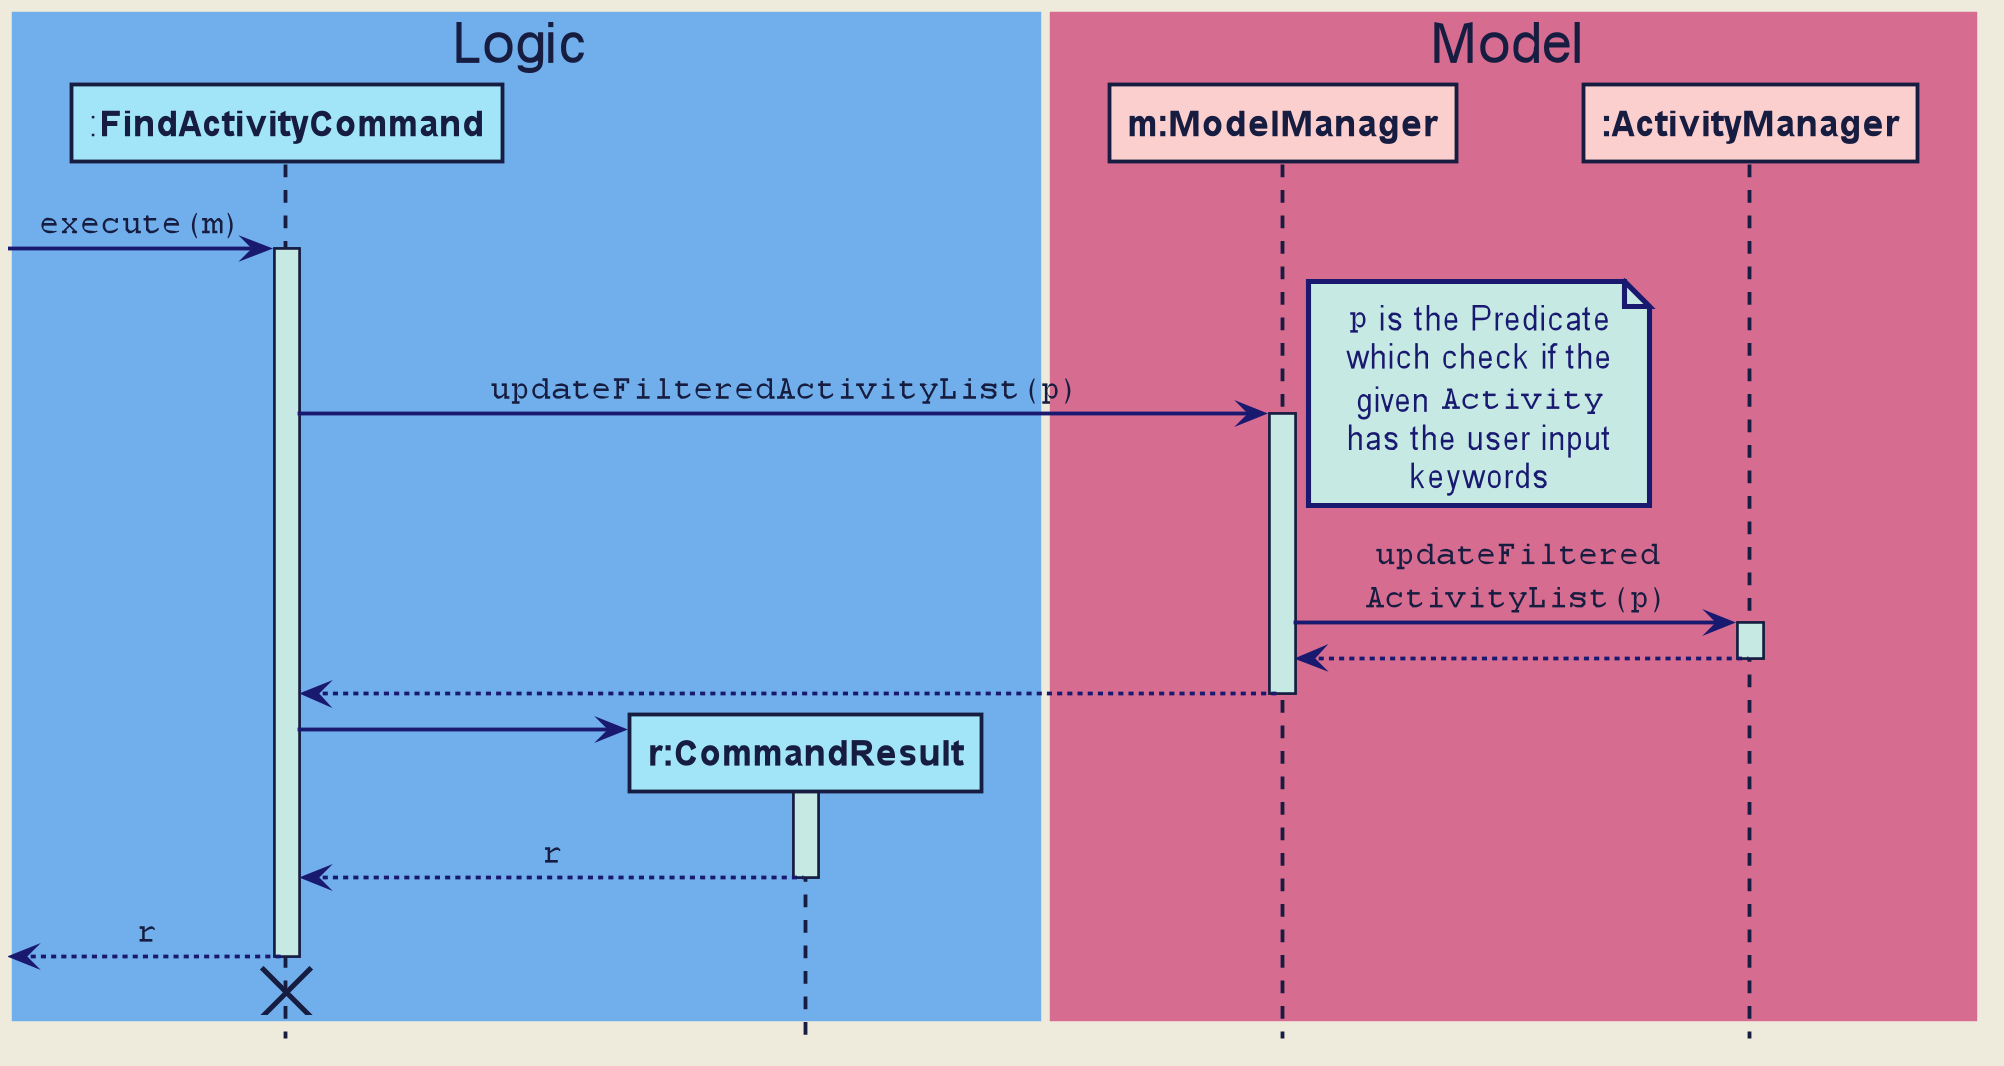 Logic
Model
:FindActivityCommand
m:ModelManager
:ActivityManager
execute(m)
p is the Predicate
which check if the
given Activity
has the user input
keywords
updateFilteredActivityList(p)
updateFiltered
ActivityList(p)
r:CommandResult
r
r